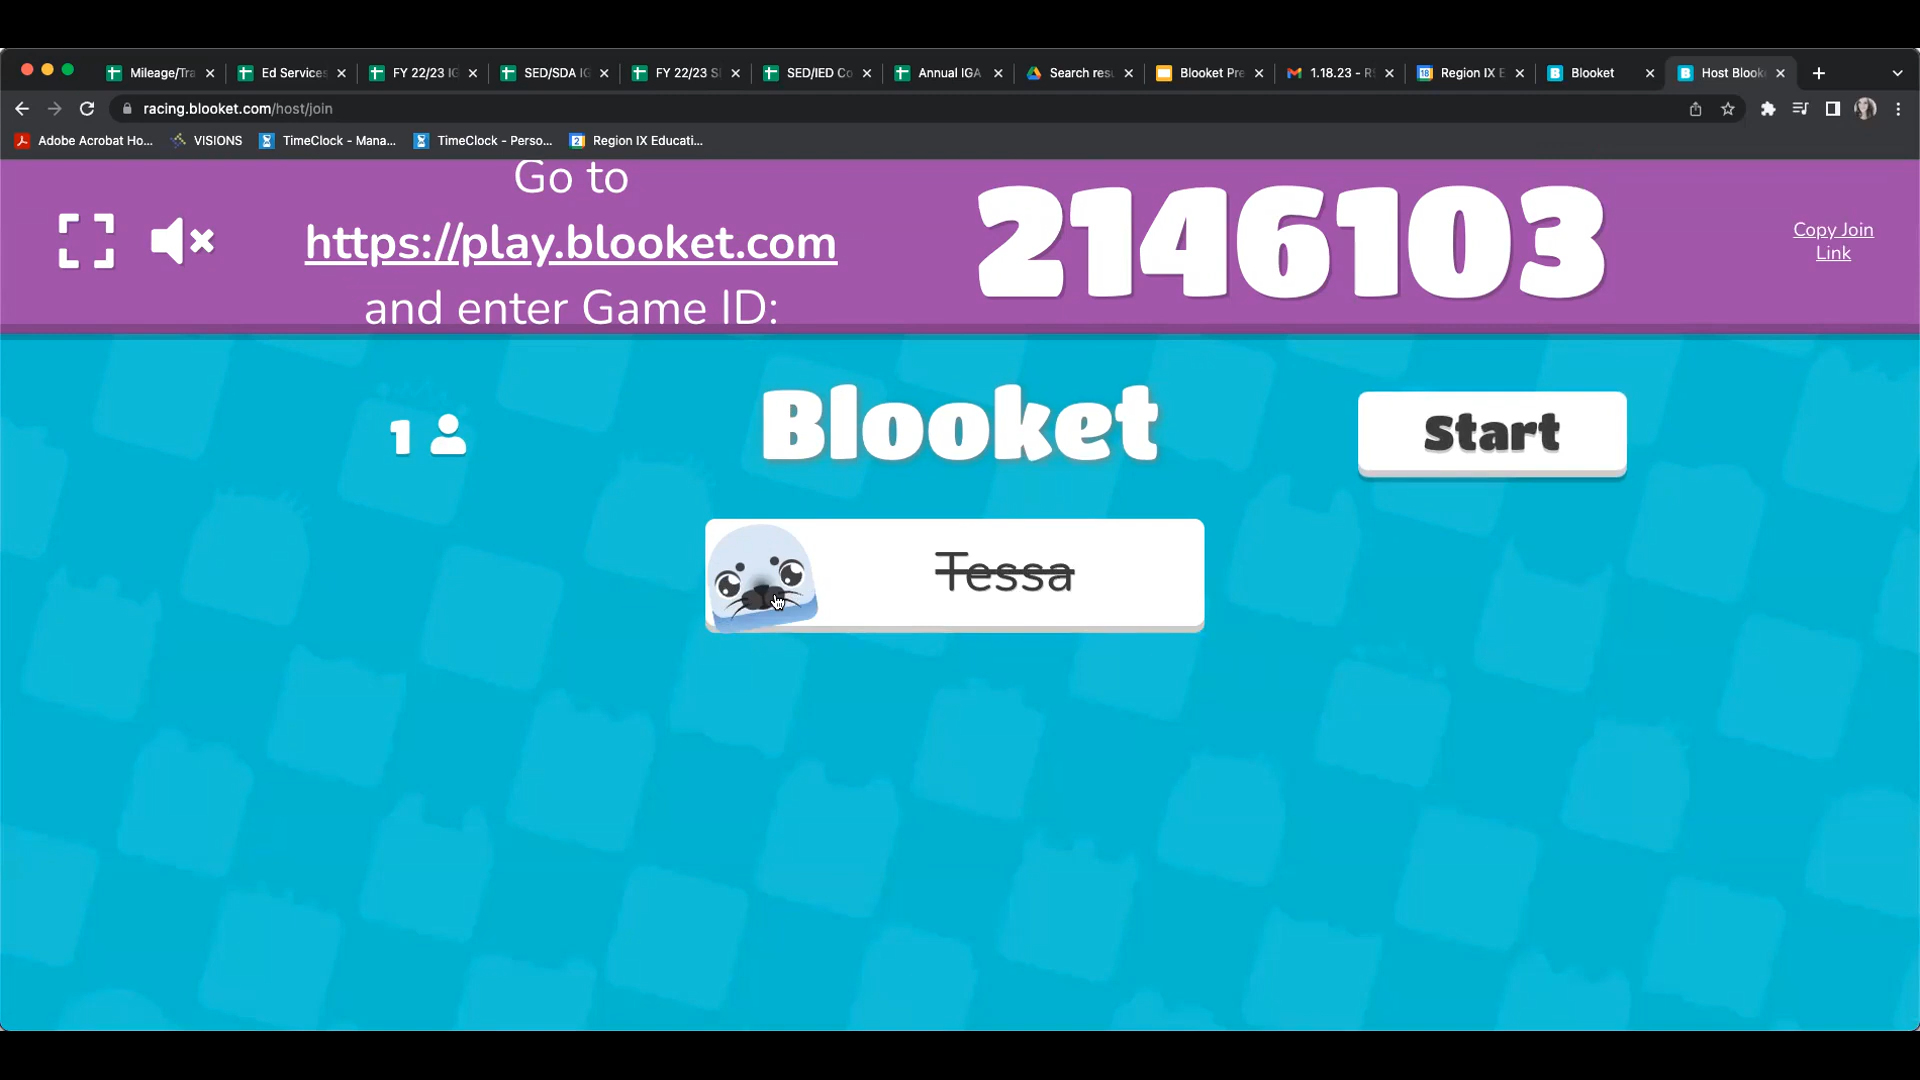 Mileage/Tra
Ed Services
FY 22/23 IG
SED/SDA IG
FY 22/23 S
SED/IED Co
Annual IGA
Search resu
Blooket Pre
1.18.23 - R
Region IX E
Blooket
Host Blook
racing.blooket.com/host/join
Adobe Acrobat Ho...
VISIONS
TimeClock - Mana...
TimeClock - Perso...
Region IX Educati...
Go to
https://play.blooket.com
and enter Game ID:
2146103
Copy Join
Link
1
Blooket
Start
Tessa